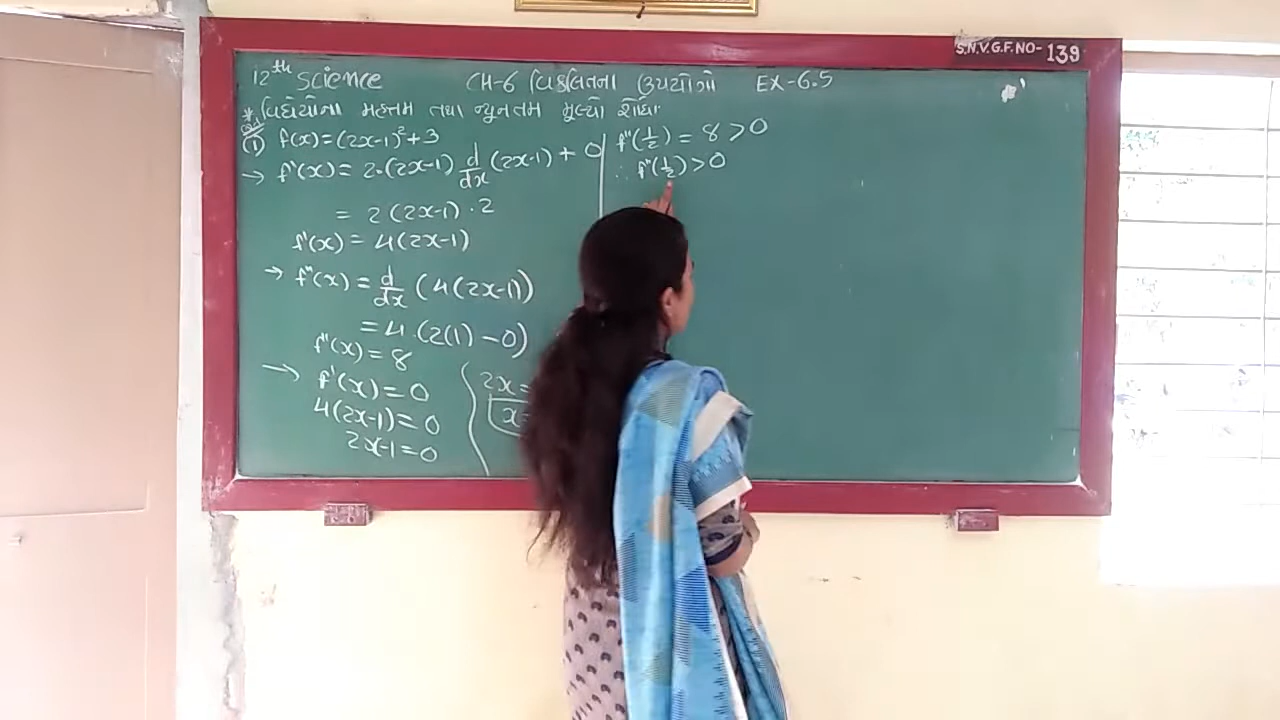 S.N.V.G.F.NO- 139
12th Science CH-6 વિકલિતના ઉપયોગો EX-6.5
* વિધેયોના મહત્તમ તથા ન્યૂનતમ મૂલ્યો શોધો:
(1) f(x)=(2x-1)²+3
→ f'(x)= 2·(2x-1) d/dx (2x-1) + 0
= 2(2x-1)·2
f'(x)= 4(2x-1)
→ f''(x)= d/dx (4(2x-1))
=4·(2(1)-0)
f''(x)= 8
→ f'(x)=0
4(2x-1)=0
2x-1=0
2x=
x=
f''(1/2) = 8 > 0
∴ f''(1/2)>0